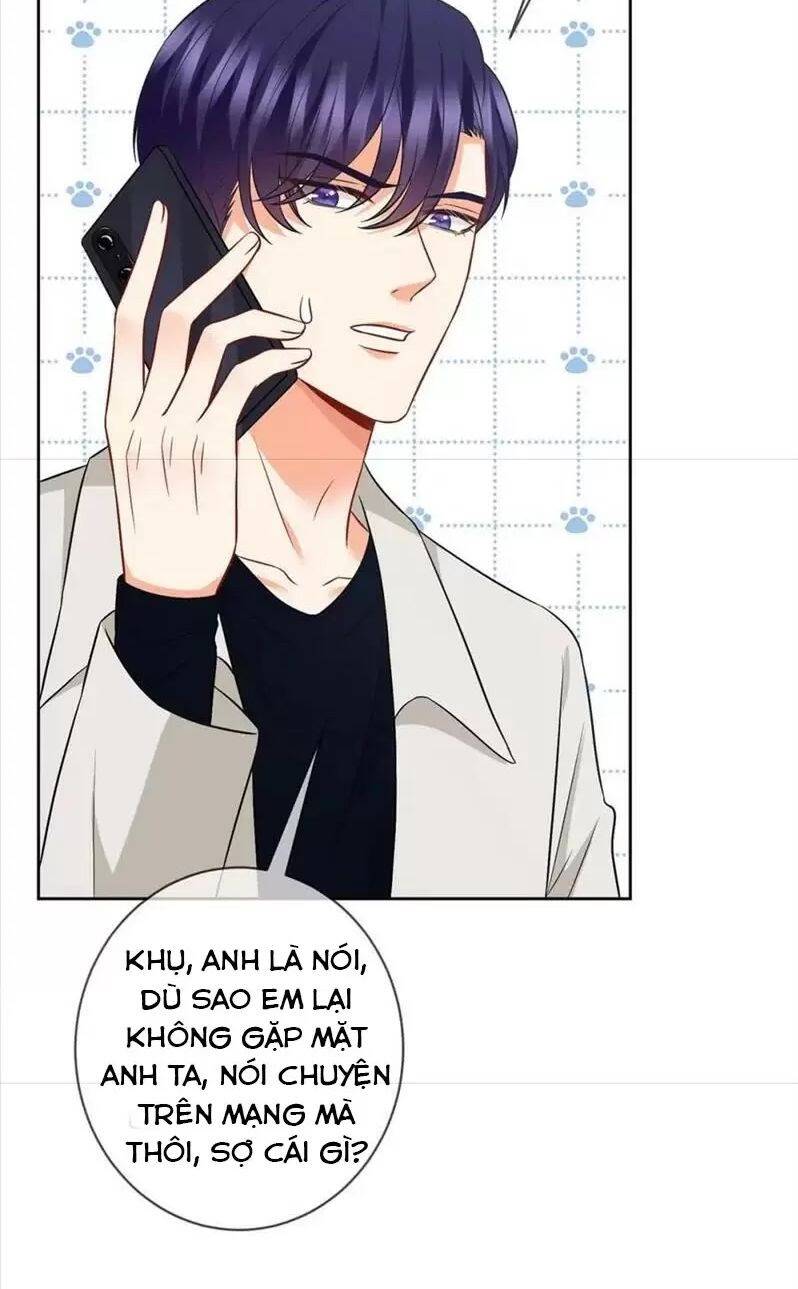 KHỤ, ANH LÀ NÓI,
DÙ SAO EM LẠI
KHÔNG GẶP MẶT
ANH TA, NÓI CHUYỆN
TRÊN MẠNG MÀ
THÔI, SỢ CÁI GÌ?